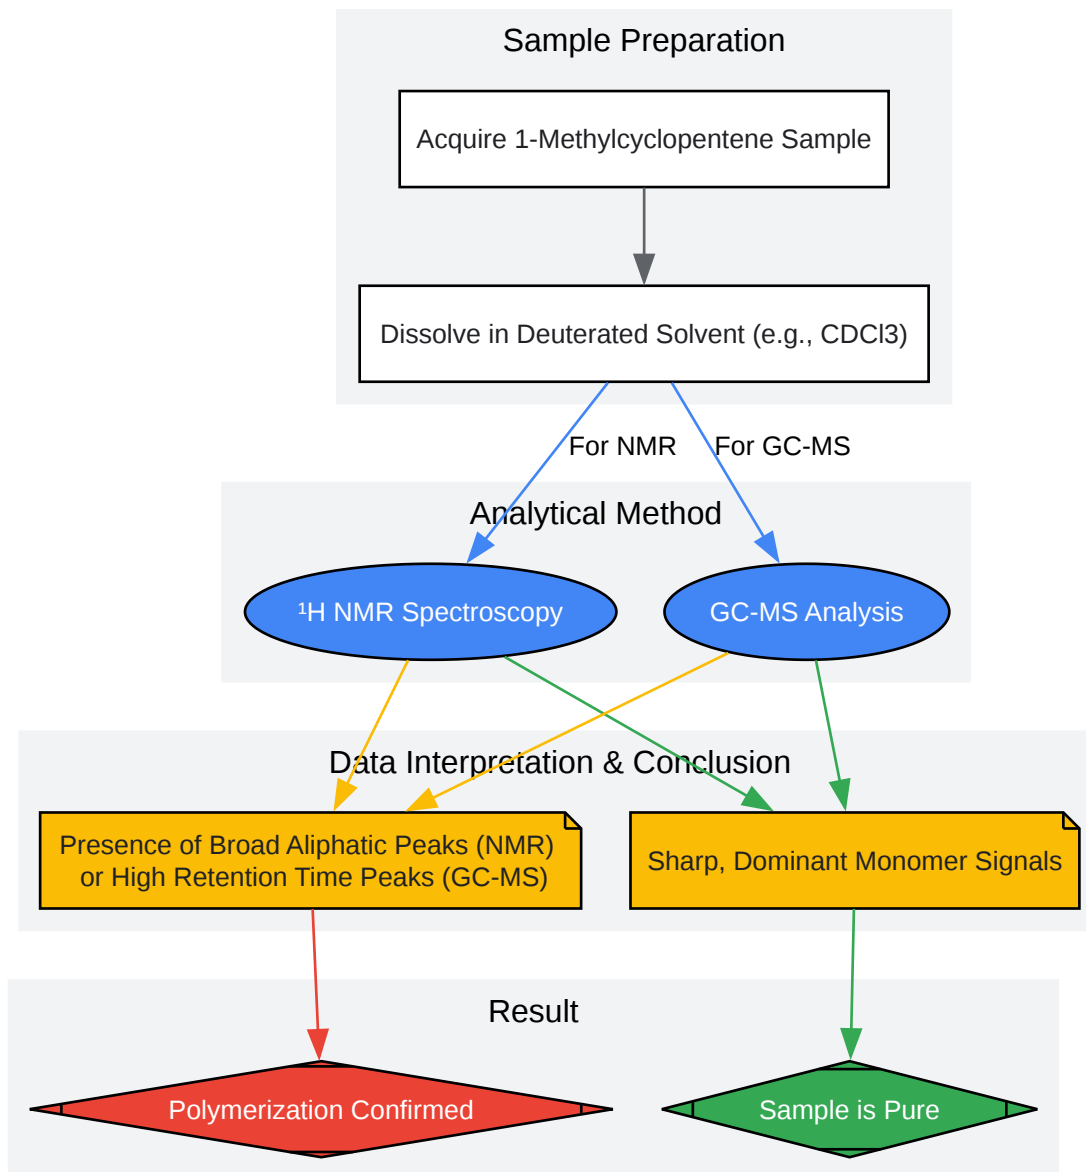 Sample Preparation
Acquire 1-Methylcyclopentene Sample
Dissolve in Deuterated Solvent (e.g., CDCl3)
For NMR
For GC-MS
Analytical Method
¹H NMR Spectroscopy
GC-MS Analysis
Data Interpretation & Conclusion
Presence of Broad Aliphatic Peaks (NMR)
or High Retention Time Peaks (GC-MS)
Sharp, Dominant Monomer Signals
Result
Polymerization Confirmed
Sample is Pure